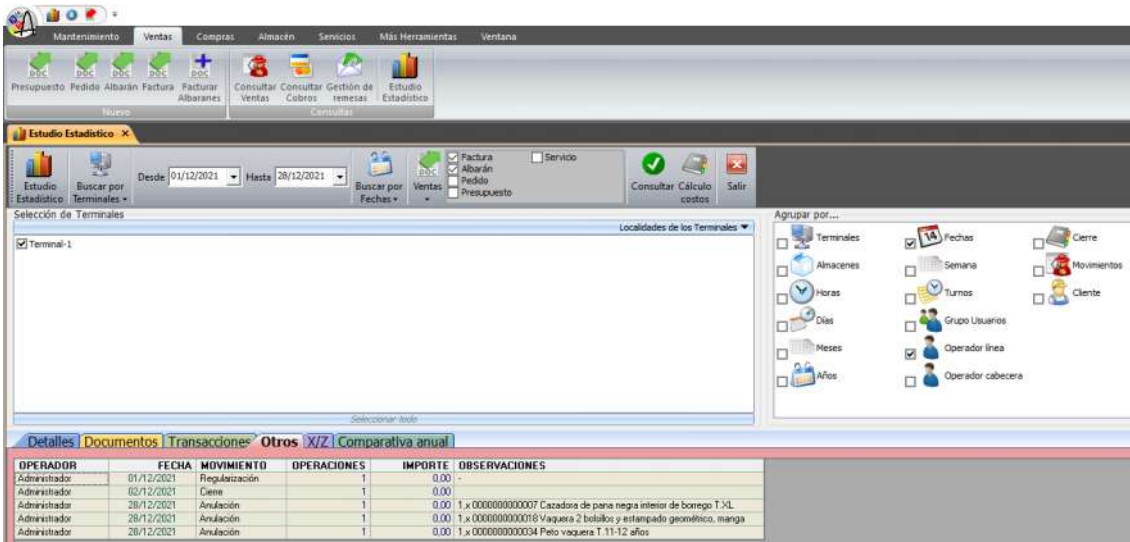 Mantenimiento Ventas Compras Almacén Servicios Más Herramientas Ventana
DOC DOC DOC DOC DOC
Presupuesto Pedido Albarán Factura Facturar Albaranes Consultar Ventas Consultar Cobros Gestión de remesas Estudio Estadístico
Nuevo Consultas
Estudio Estadístico X
Estudio Estadístico Buscar por Terminales Desde 01/12/2021 Hasta 28/12/2021 Buscar por Fechas DOC Ventas Consultar Cálculo costos Salir
Factura Servicio
Albarán
Pedido
Presupuesto
Selección de Terminales Agrupar por...
Localidades de los Terminales
Terminal-1
Terminales 14 Fechas Cierre
Almacenes Semana Movimientos
Horas Turnos Cliente
Días Grupo Usuarios
Meses Operador línea
Años Operador cabecera
Seleccionar todo
Detalles Documentos Transacciones Otros X/Z Comparativa anual
OPERADOR FECHA MOVIMIENTO OPERACIONES IMPORTE OBSERVACIONES
Administrador 01/12/2021 Regularización 1 0,00 -
Administrador 02/12/2021 Cierre 1 0,00
Administrador 28/12/2021 Anulación 1 0,00 1,x 0000000000007 Cazadora de pana negra interior de borrego T.XL
Administrador 28/12/2021 Anulación 1 0,00 1,x 0000000000018 Vaquera 2 bolsillos y estampado geométrico, manga
Administrador 28/12/2021 Anulación 1 0,00 1,x 0000000000034 Peto vaquera T.11-12 años